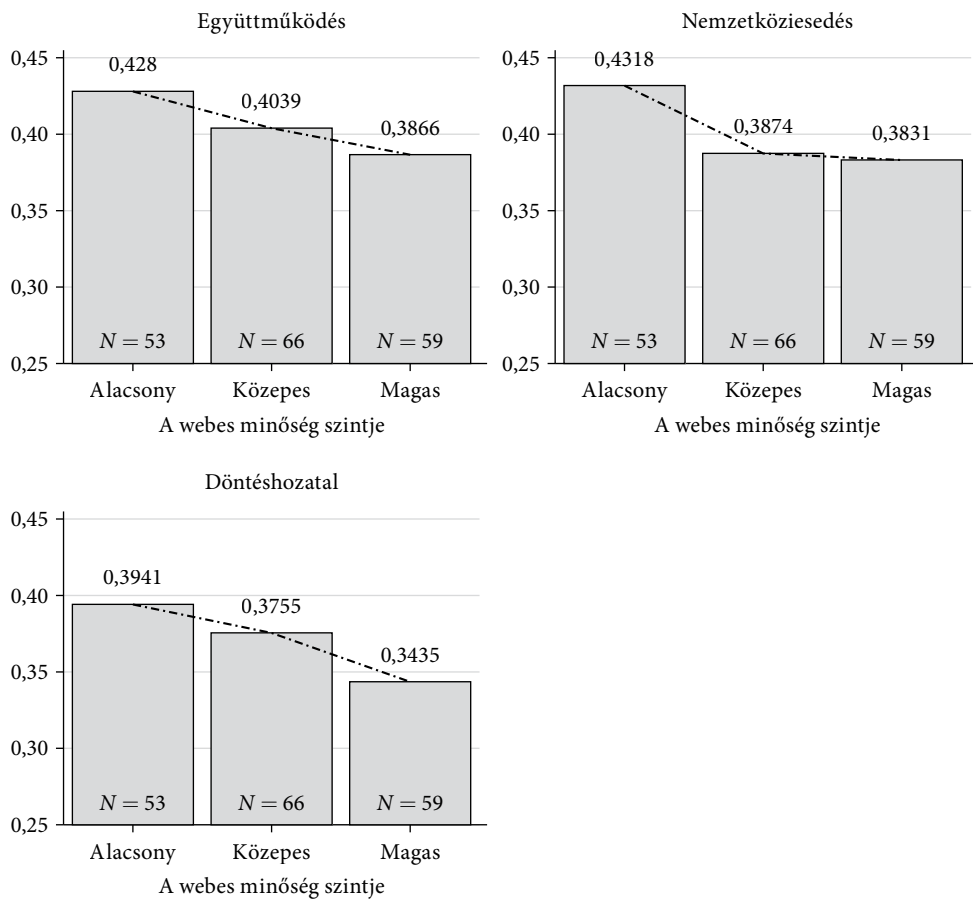 Együttműködés
0,45
0,40
0,35
0,30
0,25
0,428
0,4039
0,3866
N = 53
N = 66
N = 59
Alacsony
Közepes
Magas
A webes minőség szintje
Nemzetköziesedés
0,45
0,40
0,35
0,30
0,25
0,4318
0,3874
0,3831
N = 53
N = 66
N = 59
Alacsony
Közepes
Magas
A webes minőség szintje
Döntéshozatal
0,45
0,40
0,35
0,30
0,25
0,3941
0,3755
0,3435
N = 53
N = 66
N = 59
Alacsony
Közepes
Magas
A webes minőség szintje